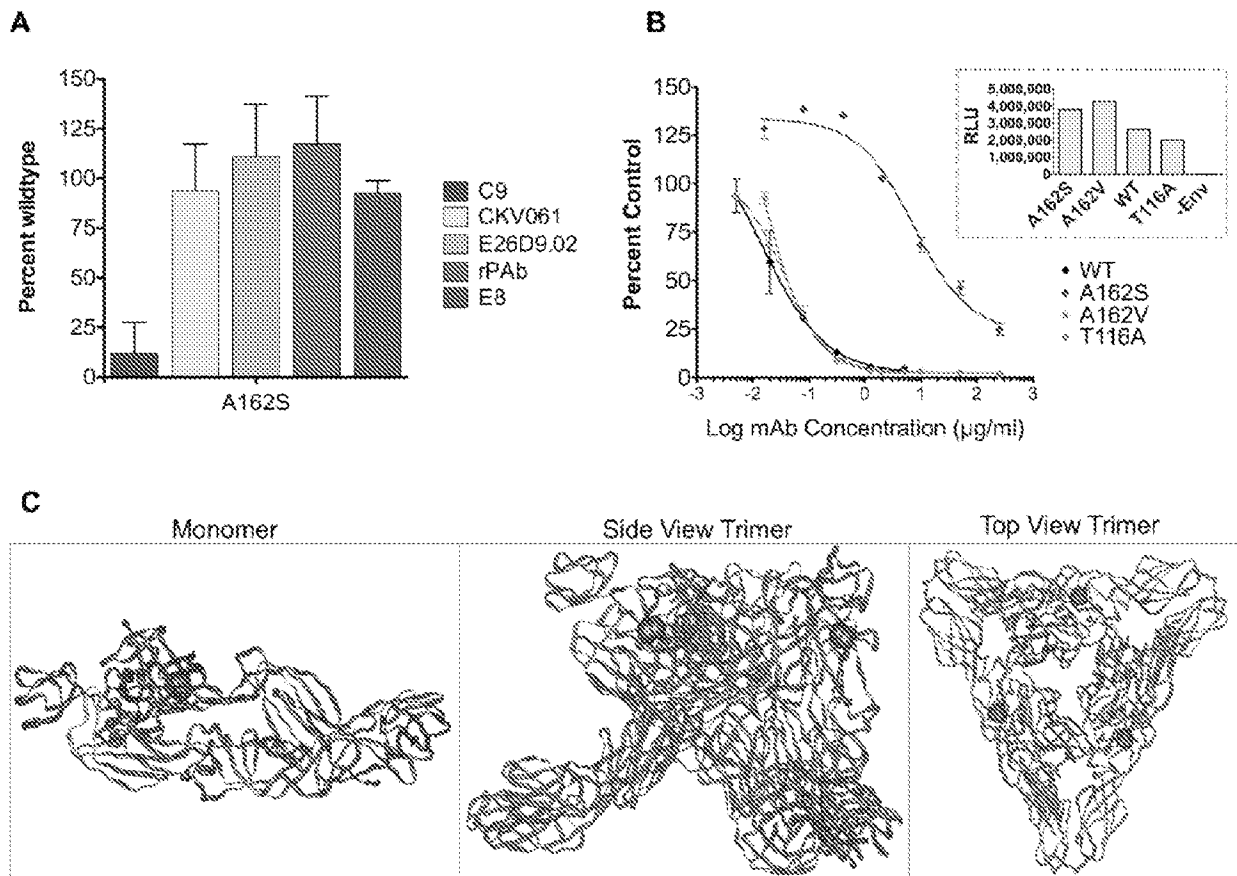 A
150
125
100
75
50
25
0
Percent wildtype
A162S
C9
CKV061
E26D9.02
rPAb
E8
B
150
125
100
75
50
25
0
Percent Control
-3
-2
-1
0
1
2
3
Log mAb Concentration (µg/ml)
RLU
5,000,000
4,000,000
3,000,000
2,000,000
1,000,000
0
A162S
A162V
WT
T116A
-Env
WT
A162S
A162V
T116A
C
Monomer
Side View Trimer
Top View Trimer